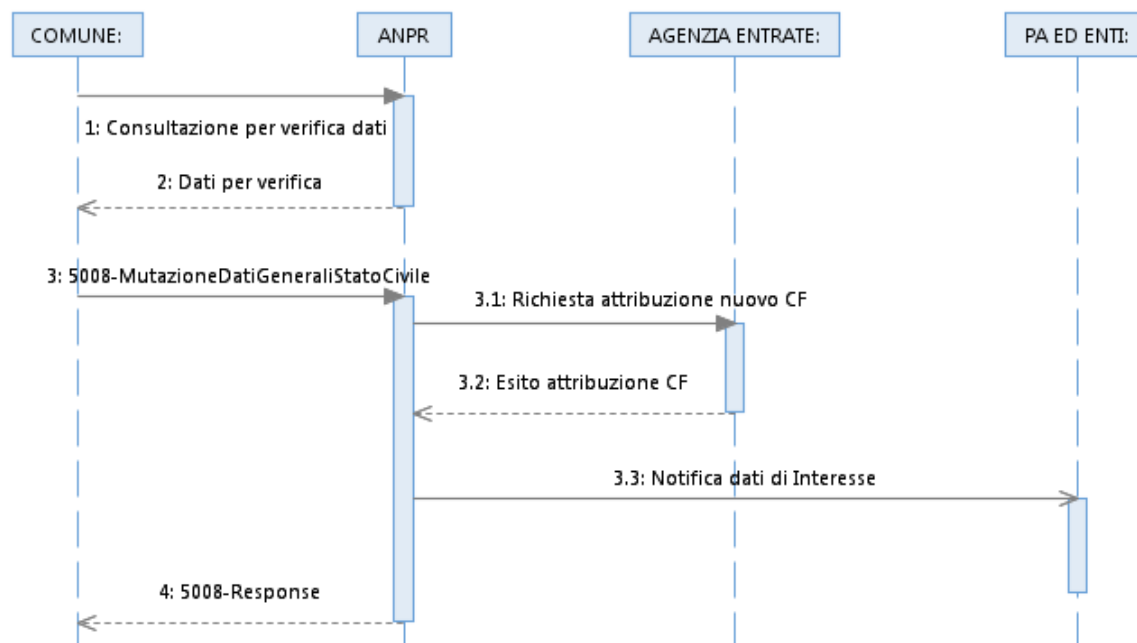 COMUNE:
ANPR
AGENZIA ENTRATE:
PA ED ENTI:
1: Consultazione per verifica dati
2: Dati per verifica
3: 5008-MutazioneDatiGeneraliStatoCivile
3.1: Richiesta attribuzione nuovo CF
3.2: Esito attribuzione CF
3.3: Notifica dati di Interesse
4: 5008-Response